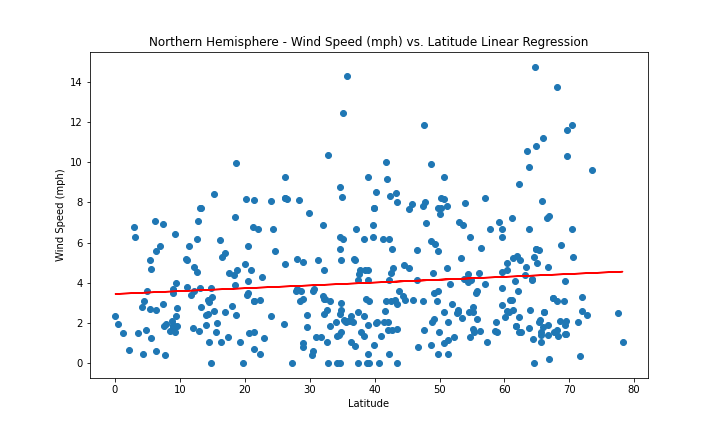 Northern Hemisphere - Wind Speed (mph) vs. Latitude Linear Regression
14
12
10
8
6
4
2
0
Wind Speed (mph)
0 10 20 30 40 50 60 70 80
Latitude